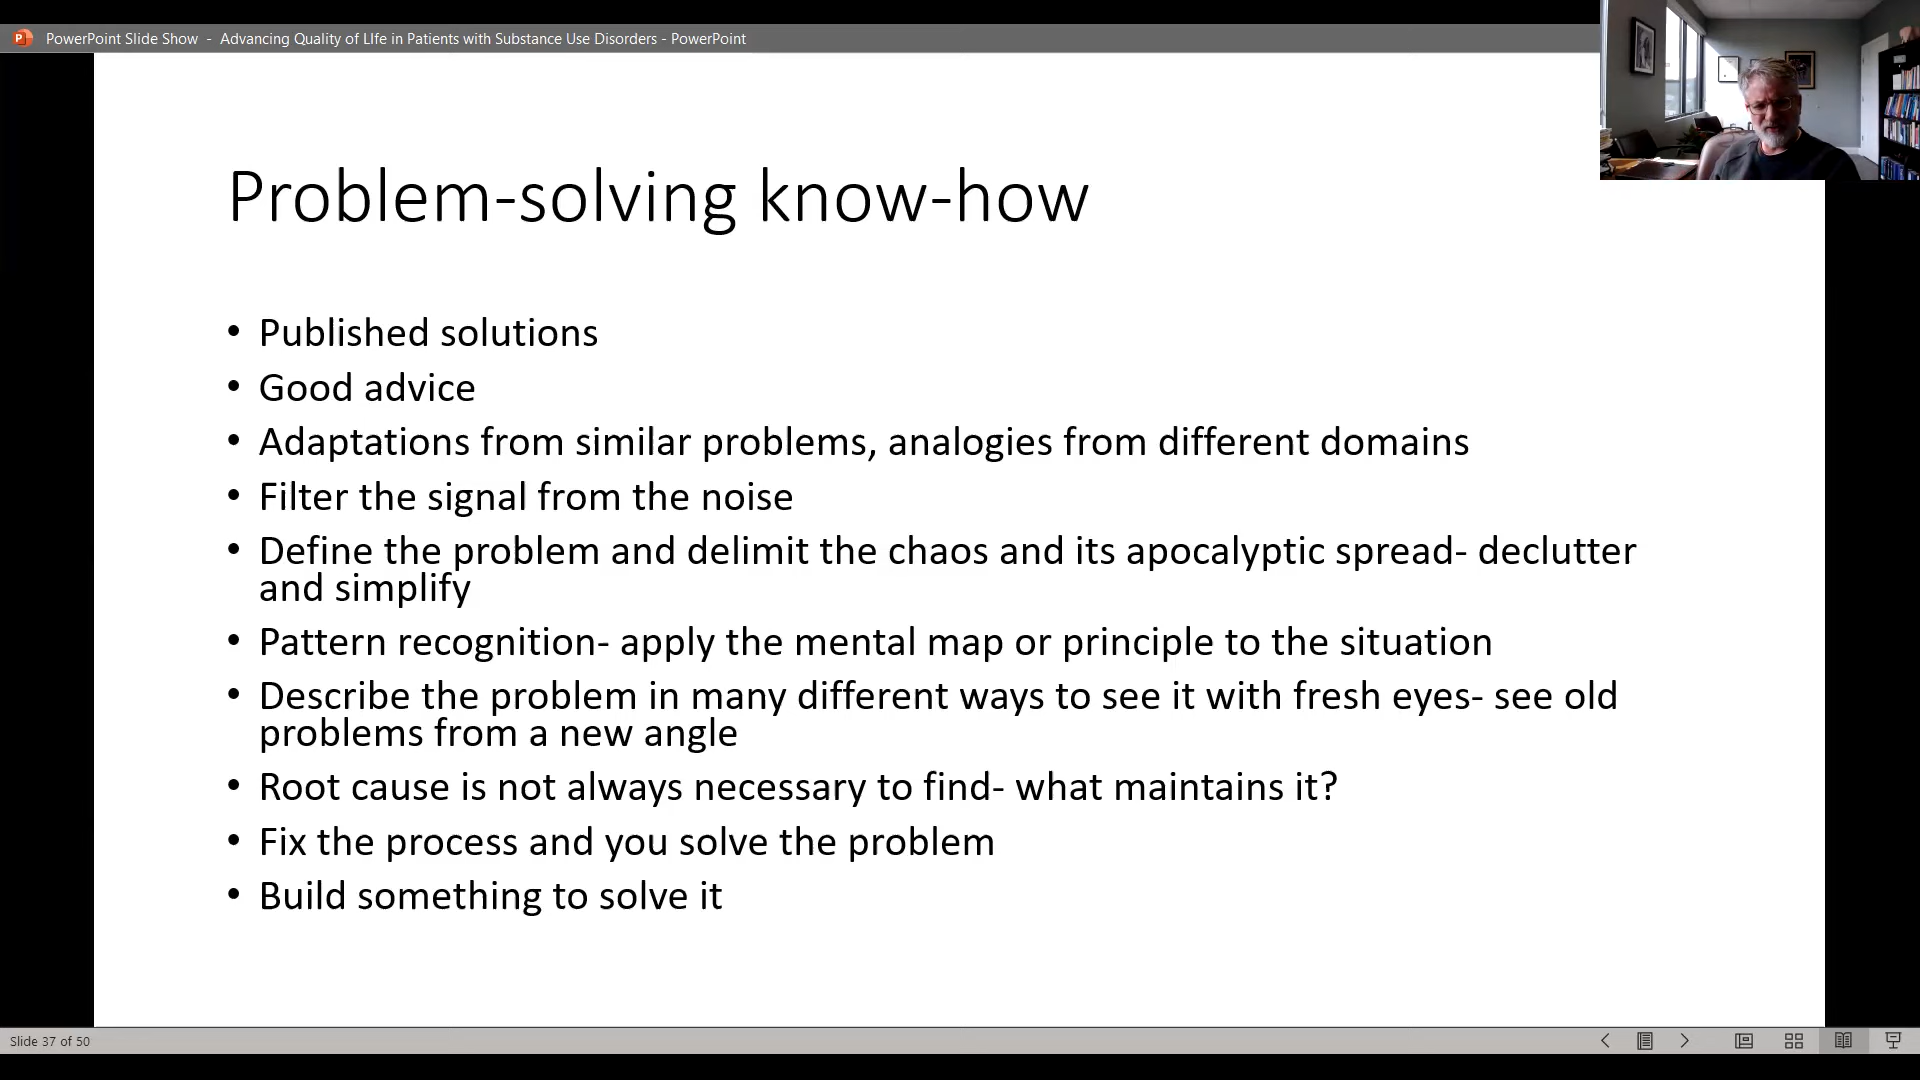 PowerPoint Slide Show - Advancing Quality of LIfe in Patients with Substance Use Disorders - PowerPoint
Problem-solving know-how
• Published solutions
• Good advice
• Adaptations from similar problems, analogies from different domains
• Filter the signal from the noise
• Define the problem and delimit the chaos and its apocalyptic spread- declutter
and simplify
• Pattern recognition- apply the mental map or principle to the situation
• Describe the problem in many different ways to see it with fresh eyes- see old
problems from a new angle
• Root cause is not always necessary to find- what maintains it?
• Fix the process and you solve the problem
• Build something to solve it
Slide 37 of 50